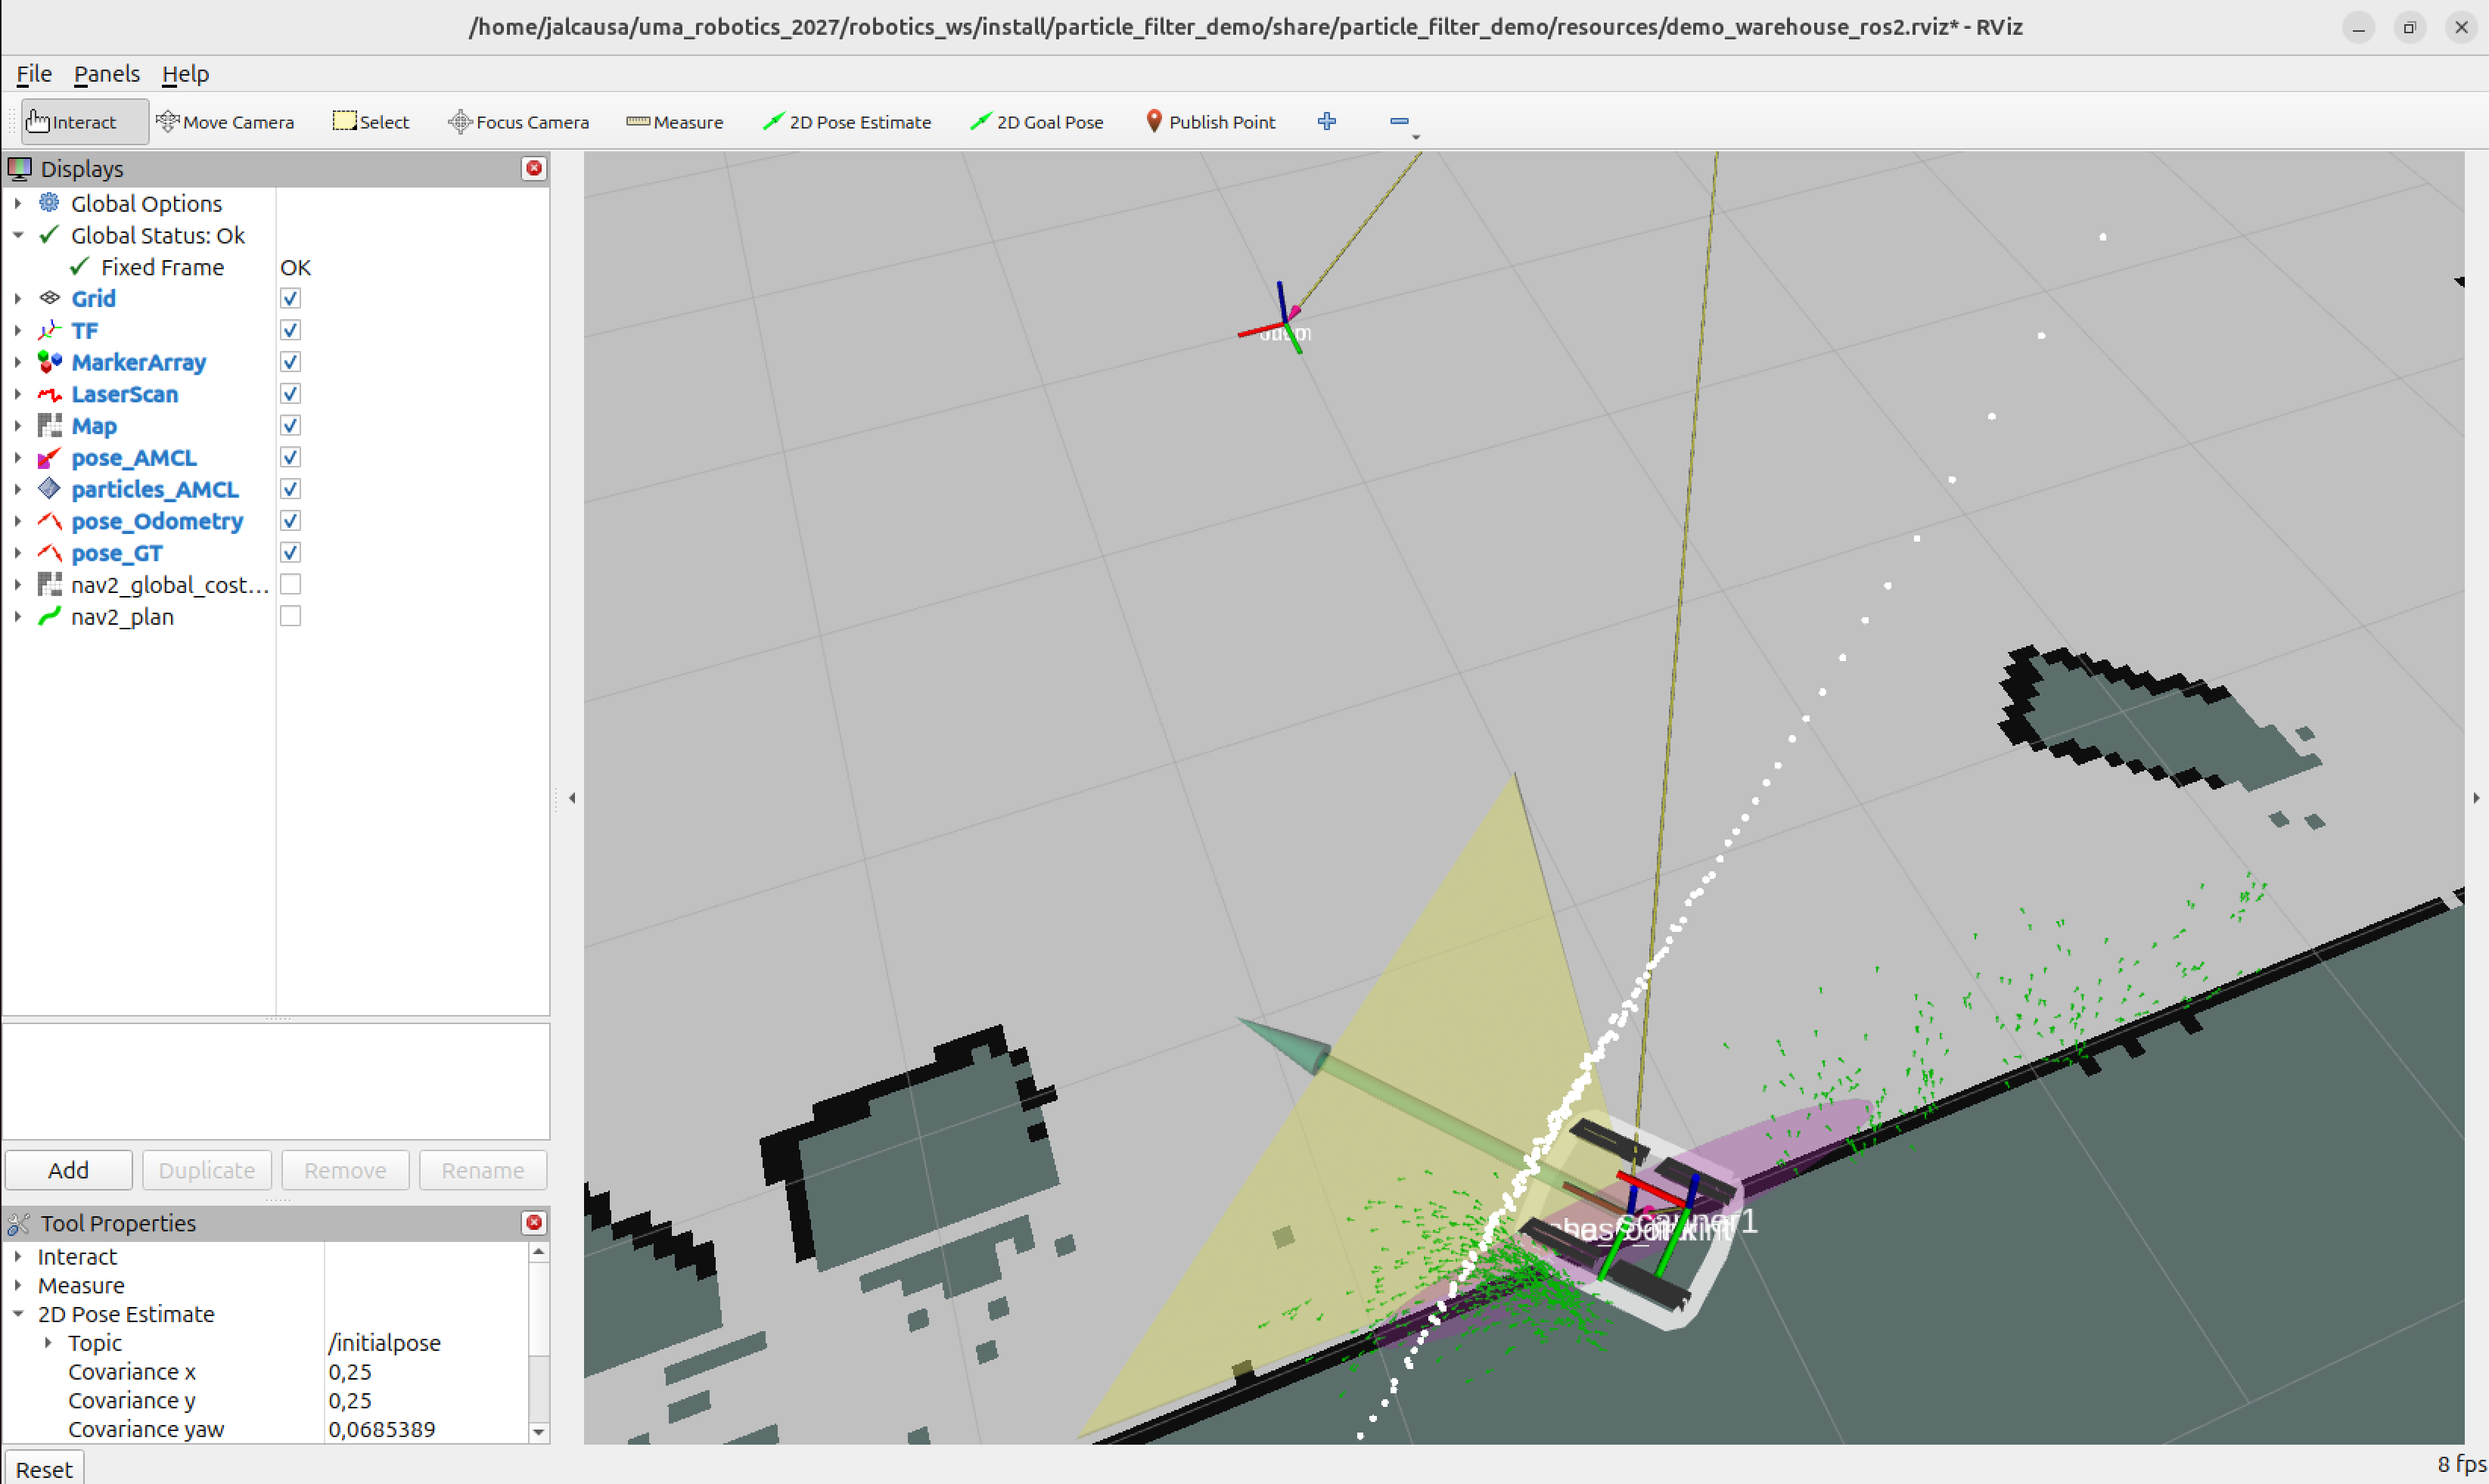 /home/jalcausa/uma_robotics_2027/robotics_ws/install/particle_filter_demo/share/particle_filter_demo/resources/demo_warehouse_ros2.rviz* - RViz
File Panels Help
Interact Move Camera Select Focus Camera Measure 2D Pose Estimate 2D Goal Pose Publish Point
Displays
Global Options
Global Status: Ok
Fixed Frame OK
Grid
TF
MarkerArray
LaserScan
Map
pose_AMCL
particles_AMCL
pose_Odometry
pose_GT
nav2_global_cost...
nav2_plan
scanner1
Add Duplicate Remove Rename
Tool Properties
Interact
Measure
2D Pose Estimate
Topic /initialpose
Covariance x 0,25
Covariance y 0,25
Covariance yaw 0,0685389
Reset
8 fps